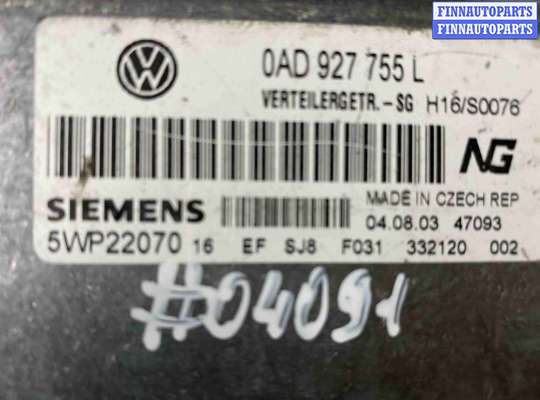 FINNAUTOPARTS
FINNAUTOPARTS
0AD 927 755 L
VERTEILERGETR.-SG H16/S0076
NG
MADE IN CZECH REP
SIEMENS
04.08.03 47093
5WP22070 16 EF SJ8 F031 332120 002
#04091